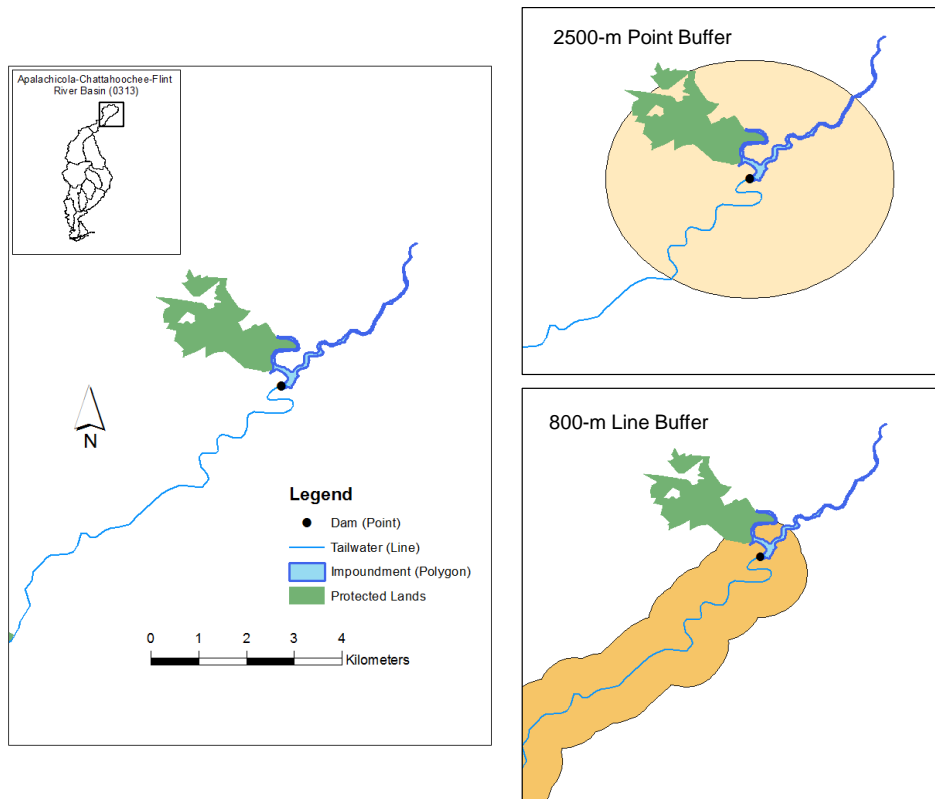 Apalachicola-Chattahoochee-Flint
River Basin (0313)
N
Legend
Dam (Point)
Tailwater (Line)
Impoundment (Polygon)
Protected Lands
0 1 2 3 4
Kilometers
2500-m Point Buffer
800-m Line Buffer